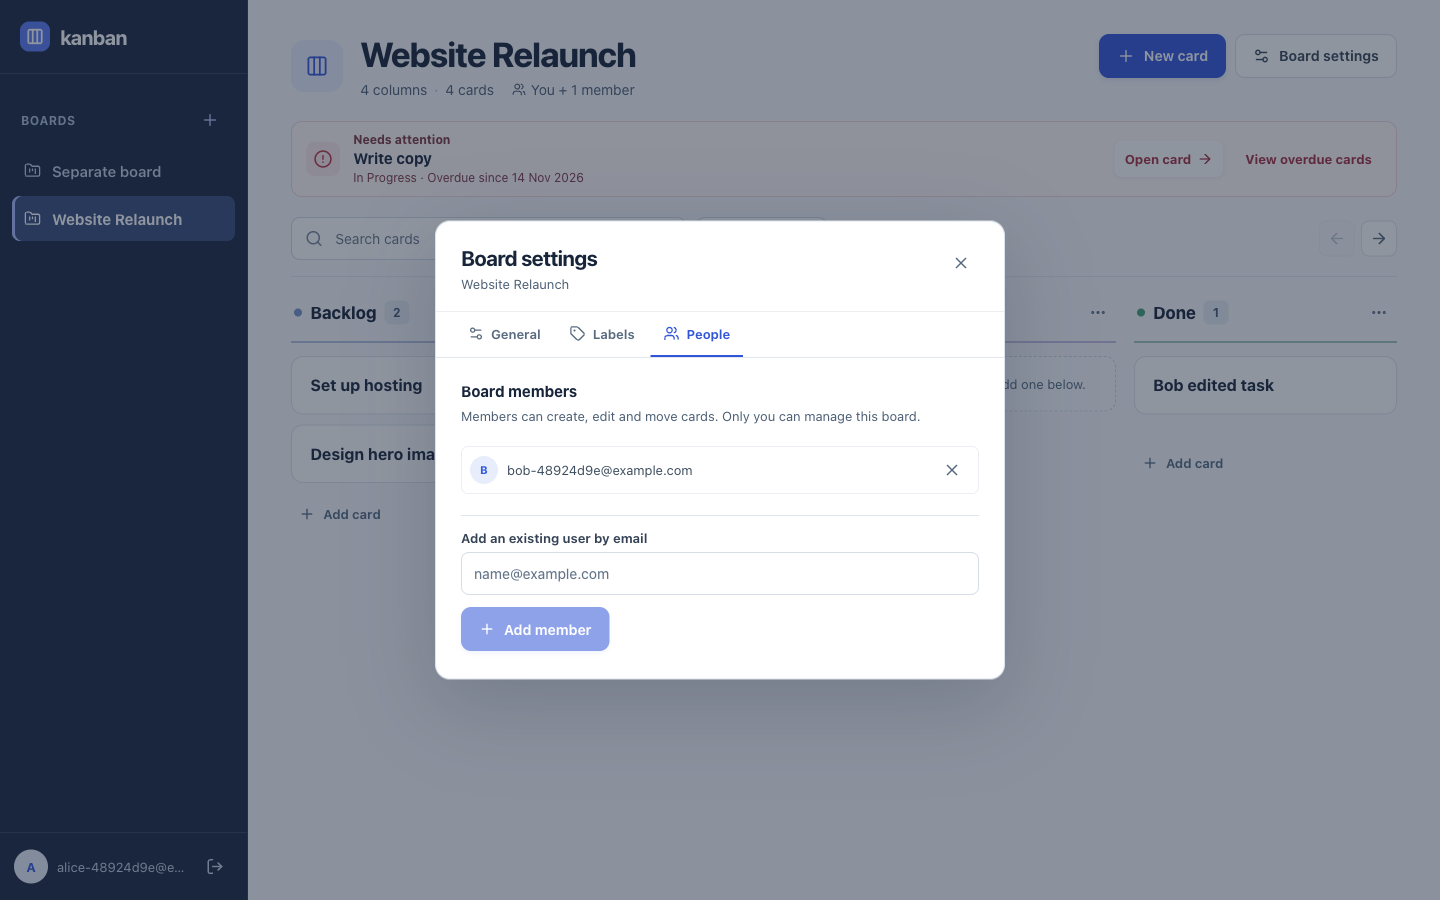 kanban
BOARDS
Separate board
Website Relaunch
A
alice-48924d9e@e...
Website Relaunch
4 columns · 4 cards
You + 1 member
New card
Board settings
Needs attention
Write copy
In Progress · Overdue since 14 Nov 2026
Open card
View overdue cards
Search cards
Backlog 2
Set up hosting
Design hero ima
Add card
dd one below.
Done 1
Bob edited task
Add card
Board settings
Website Relaunch
General
Labels
People
Board members
Members can create, edit and move cards. Only you can manage this board.
B
bob-48924d9e@example.com
Add an existing user by email
name@example.com
Add member